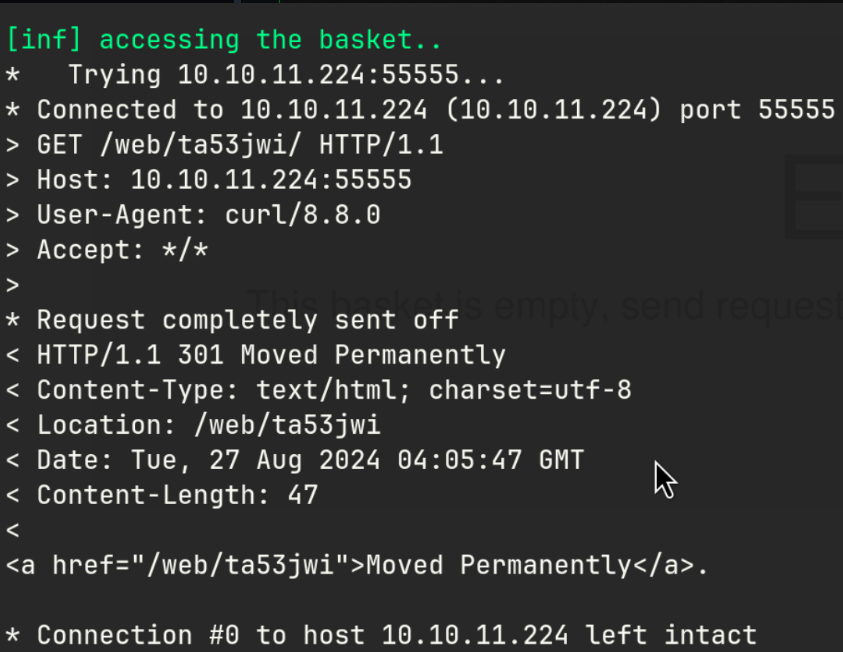 [inf] accessing the basket..
*   Trying 10.10.11.224:55555...
* Connected to 10.10.11.224 (10.10.11.224) port 55555
> GET /web/ta53jwi/ HTTP/1.1
> Host: 10.10.11.224:55555
> User-Agent: curl/8.8.0
> Accept: */*
>
This basket is empty, send request
* Request completely sent off
< HTTP/1.1 301 Moved Permanently
< Content-Type: text/html; charset=utf-8
< Location: /web/ta53jwi
< Date: Tue, 27 Aug 2024 04:05:47 GMT
< Content-Length: 47
<
<a href="/web/ta53jwi">Moved Permanently</a>.

* Connection #0 to host 10.10.11.224 left intact